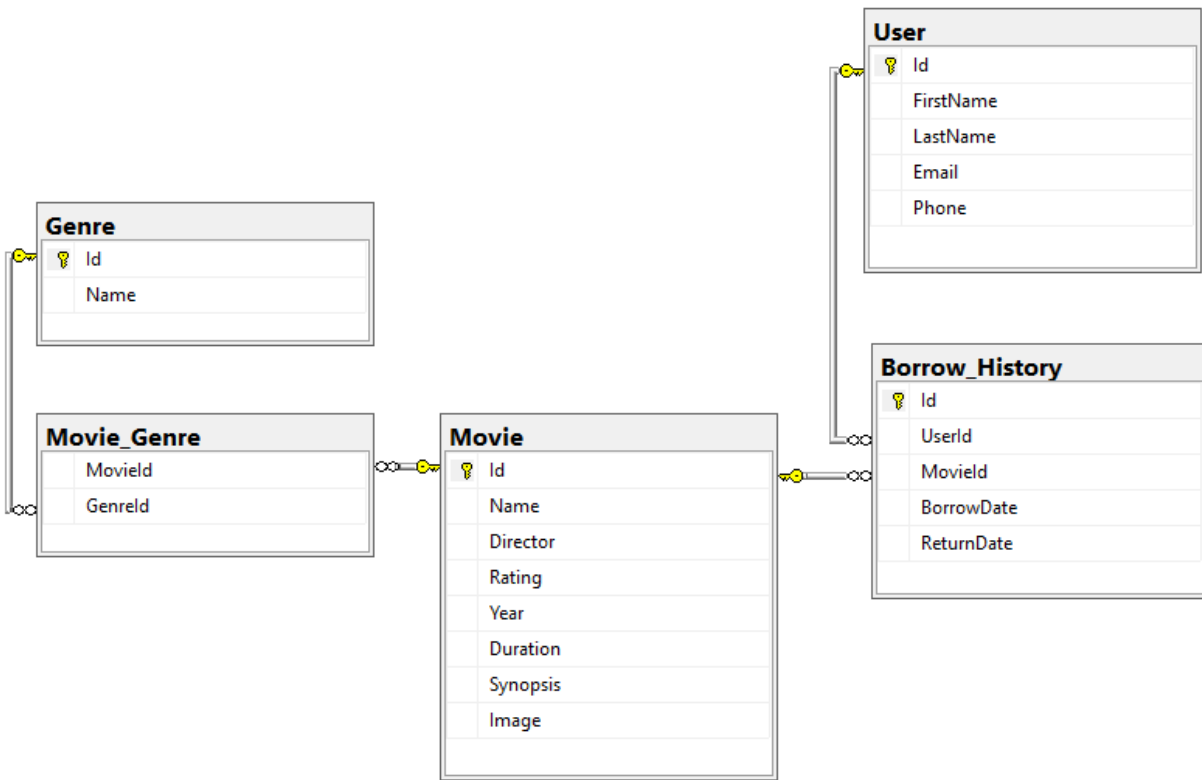 User
Id
FirstName
LastName
Email
Phone
Genre
Id
Name
Borrow_History
Id
UserId
MovieId
BorrowDate
ReturnDate
Movie_Genre
MovieId
GenreId
Movie
Id
Name
Director
Rating
Year
Duration
Synopsis
Image